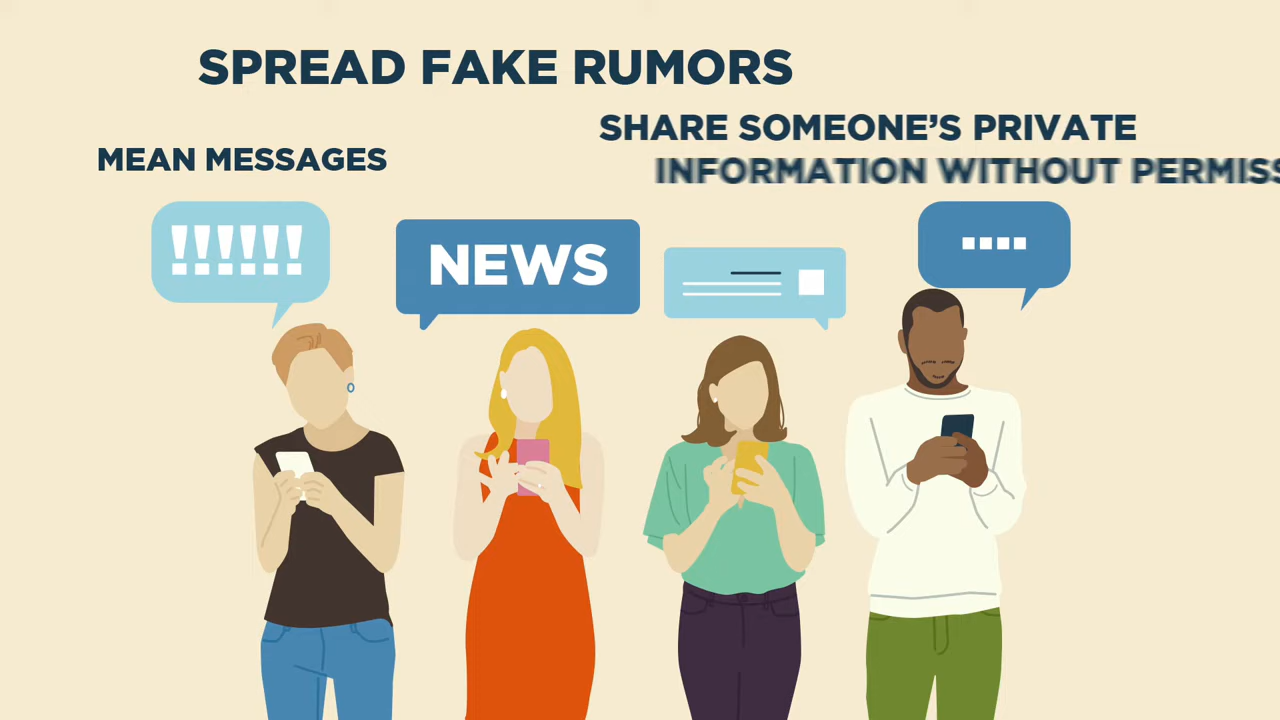 SPREAD FAKE RUMORS
SHARE SOMEONE'S PRIVATE
MEAN MESSAGES
INFORMATION WITHOUT
!!!!!!
NEWS